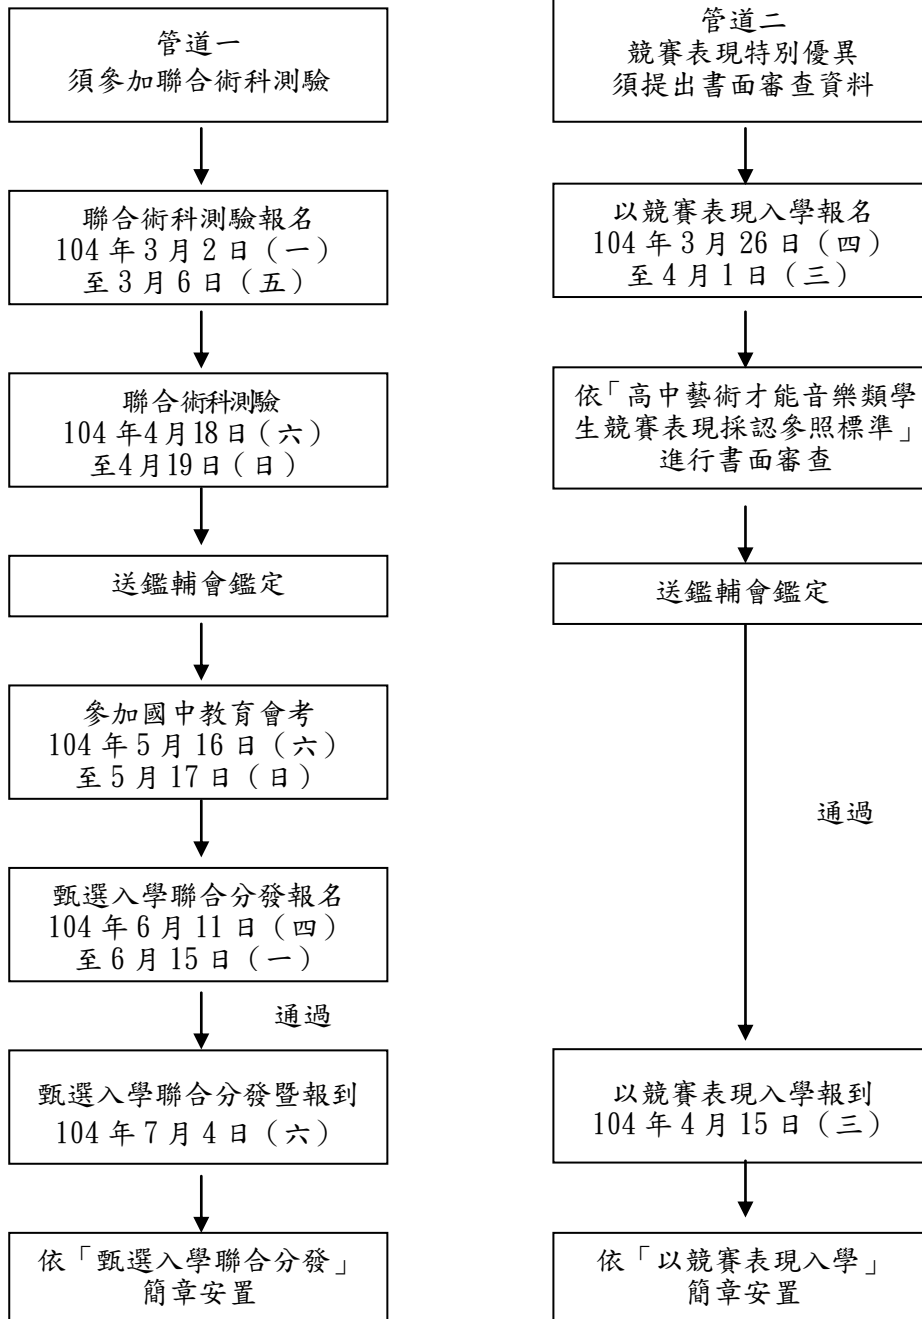 管道一
須參加聯合術科測驗
聯合術科測驗報名
104 年 3 月 2 日（一）
至 3 月 6 日（五）
聯合術科測驗
104 年4 月18 日（六）
至4 月19 日（日）
送鑑輔會鑑定
參加國中教育會考
104 年 5 月 16 日（六）
至 5 月 17 日（日）
甄選入學聯合分發報名
104 年 6 月 11 日（四）
至 6 月 15 日（一）
通過
甄選入學聯合分發暨報到
104 年 7 月 4 日（六）
依「甄選入學聯合分發」
簡章安置
管道二
競賽表現特別優異
須提出書面審查資料
以競賽表現入學報名
104 年 3 月 26 日（四）
至 4 月 1 日（三）
依「高中藝術才能音樂類學
生競賽表現採認參照標準」
進行書面審查
送鑑輔會鑑定
通過
以競賽表現入學報到
104 年 4 月 15 日（三）
依「以競賽表現入學」
簡章安置